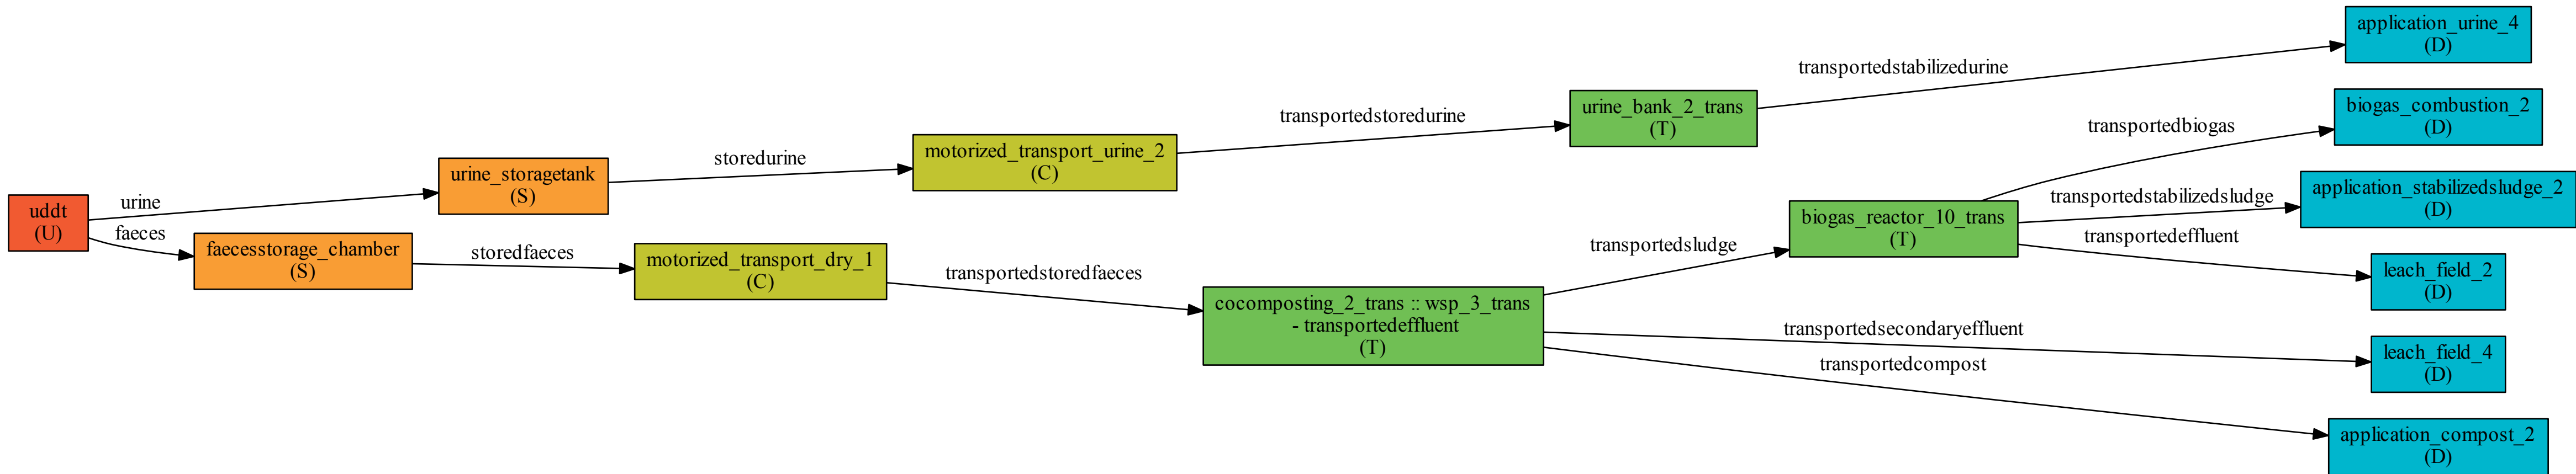 uddt
(U)
urine
faeces
urine_storagetank
(S)
faecesstorage_chamber
(S)
storedurine
storedfaeces
motorized_transport_urine_2
(C)
motorized_transport_dry_1
(C)
transportedstoredurine
transportedstoredfaeces
urine_bank_2_trans
(T)
cocomposting_2_trans :: wsp_3_trans
- transportedeffluent
(T)
transportedstabilizedurine
transportedsludge
biogas_reactor_10_trans
(T)
transportedbiogas
transportedstabilizedsludge
transportedeffluent
transportedsecondaryeffluent
transportedcompost
application_urine_4
(D)
biogas_combustion_2
(D)
application_stabilizedsludge_2
(D)
leach_field_2
(D)
leach_field_4
(D)
application_compost_2
(D)